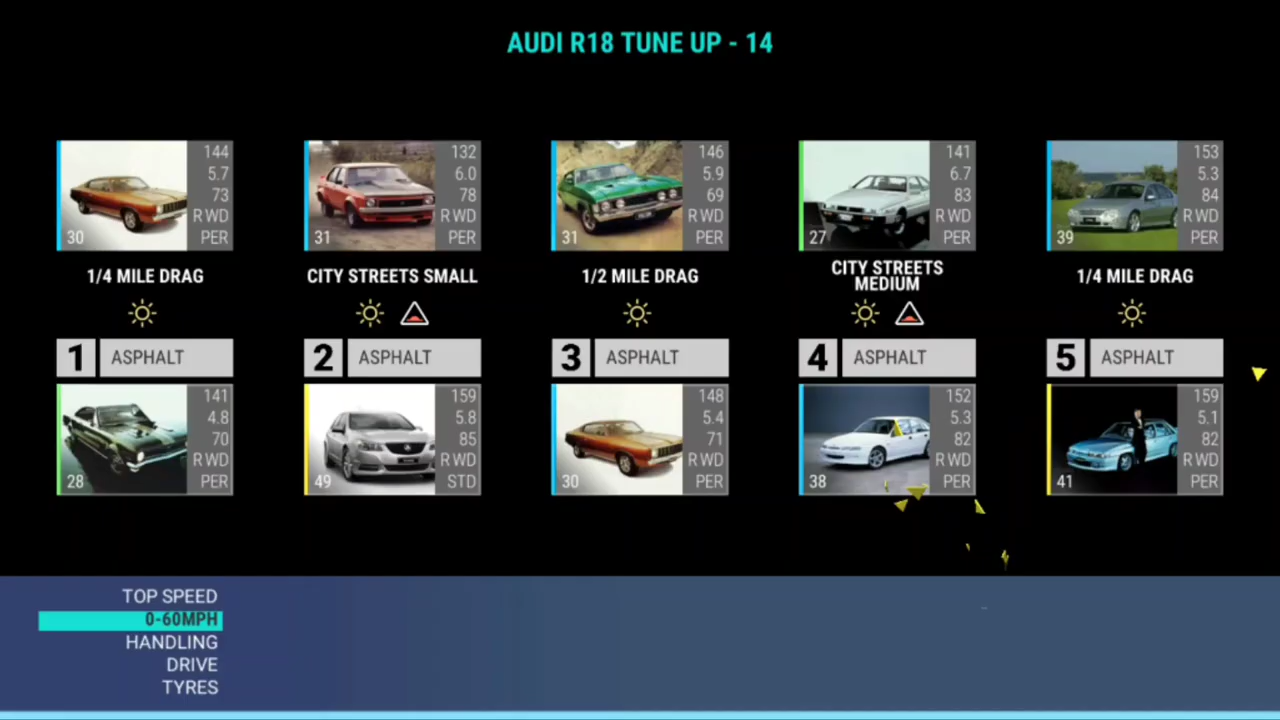 AUDI R18 TUNE UP - 14
144
5.7
73
RWD
30 PER
132
6.0
78
RWD
31 PER
146
5.9
69
RWD
31 PER
141
6.7
83
RWD
27 PER
153
5.3
84
RWD
39 PER
1/4 MILE DRAG
CITY STREETS SMALL
1/2 MILE DRAG
CITY STREETS
MEDIUM
1/4 MILE DRAG
1 ASPHALT
2 ASPHALT
3 ASPHALT
4 ASPHALT
5 ASPHALT
141
4.8
70
RWD
28 PER
159
5.8
85
RWD
49 STD
148
5.4
71
RWD
30 PER
152
5.3
82
RWD
38 PER
159
5.1
82
RWD
41 PER
TOP SPEED
0-60MPH
HANDLING
DRIVE
TYRES